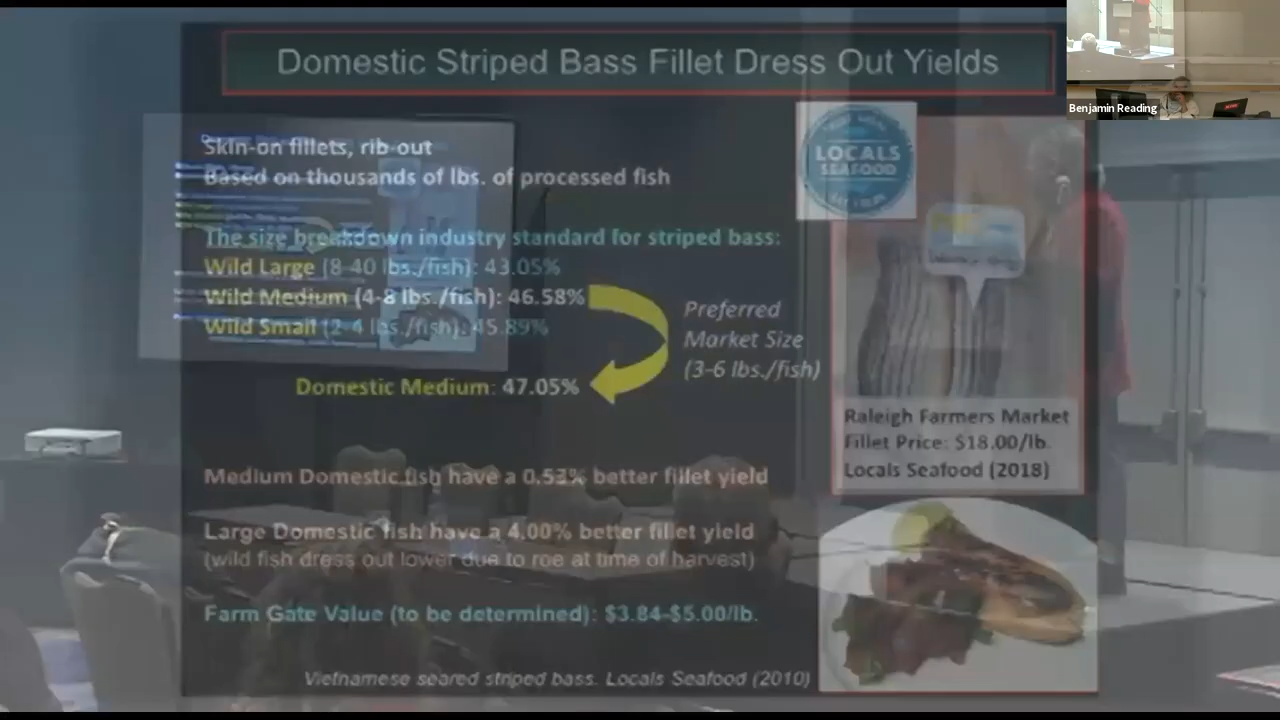 Domestic Striped Bass Fillet Dress Out Yields
Benjamin Reading
Skin-on fillets, rib out
Based on thousands of lbs. of processed fish
LOCALS
SEAFOOD
The size breakdown industry standard for striped bass:
Wild Large (8-40 lbs./fish): 43.05%
Wild Medium (4-8 lbs./fish): 46.58%
Wild Small (2-4 lbs./fish): 45.89%
Preferred
Market Size
(3-6 lbs./fish)
Domestic Medium: 47.05%
Raleigh Farmers Market
Fillet Price: $18.00/lb.
Locals Seafood (2018)
Medium Domestic fish have a 0.53% better fillet yield
Large Domestic fish have a 4.00% better fillet yield
(wild fish dress out lower due to roe at time of harvest)
Farm Gate Value (to be determined): $3.84-$5.00/lb.
Vietnamese seared striped bass. Locals Seafood (2010)